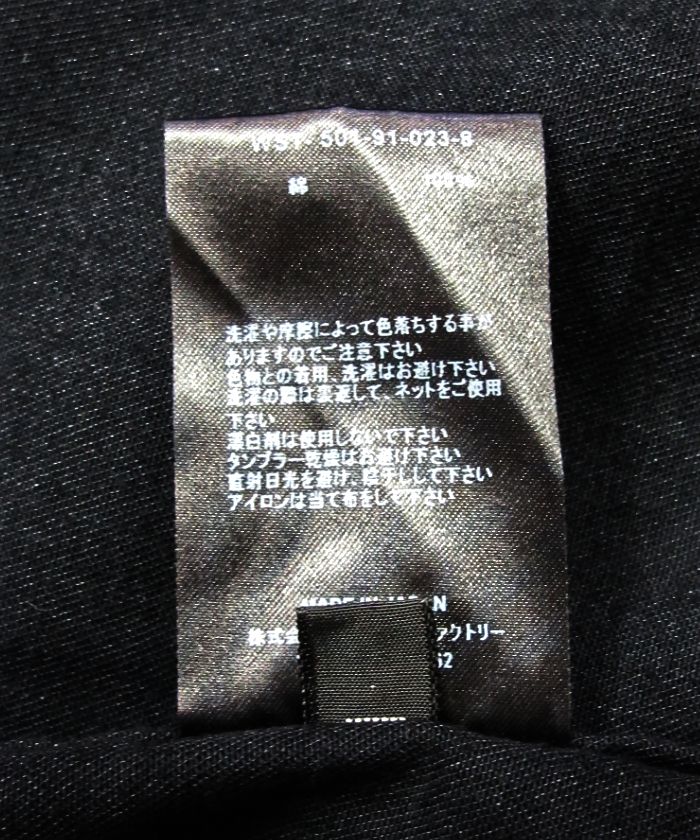 WS1 501-91-023-8
綿 100%
洗濯や摩擦によって色落ちする事が
ありますのでご注意下さい
色物との着用、洗濯はお避け下さい
洗濯の際は裏返して、ネットをご使用
下さい
漂白剤は使用しないで下さい
タンブラー乾燥はお避け下さい
直射日光を避け、陰干しして下さい
アイロンは当て布をして下さい
MADE IN JAPAN
株式会 ァクトリー
62